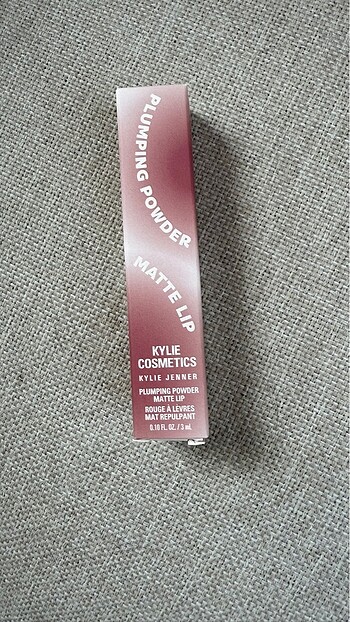 PLUMPING POWDER
MATTE LIP
KYLIE
COSMETICS
KYLIE JENNER
PLUMPING POWDER
MATTE LIP
ROUGE À LÈVRES
MAT REPULPANT
0.10 FL. OZ. / 3 mL